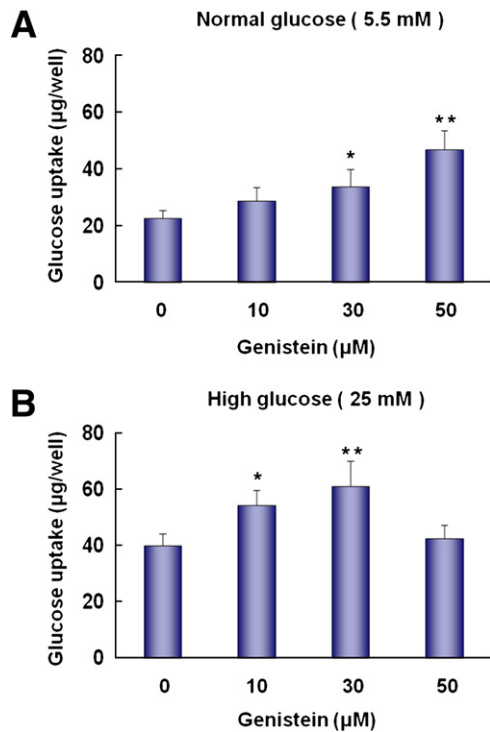 A
Normal glucose ( 5.5 mM )
Glucose uptake (µg/well)
80
60
40
20
0
*
**
0 10 30 50
Genistein (µM)
B
High glucose ( 25 mM )
Glucose uptake (µg/well)
80
60
40
20
0
*
**
0 10 30 50
Genistein (µM)